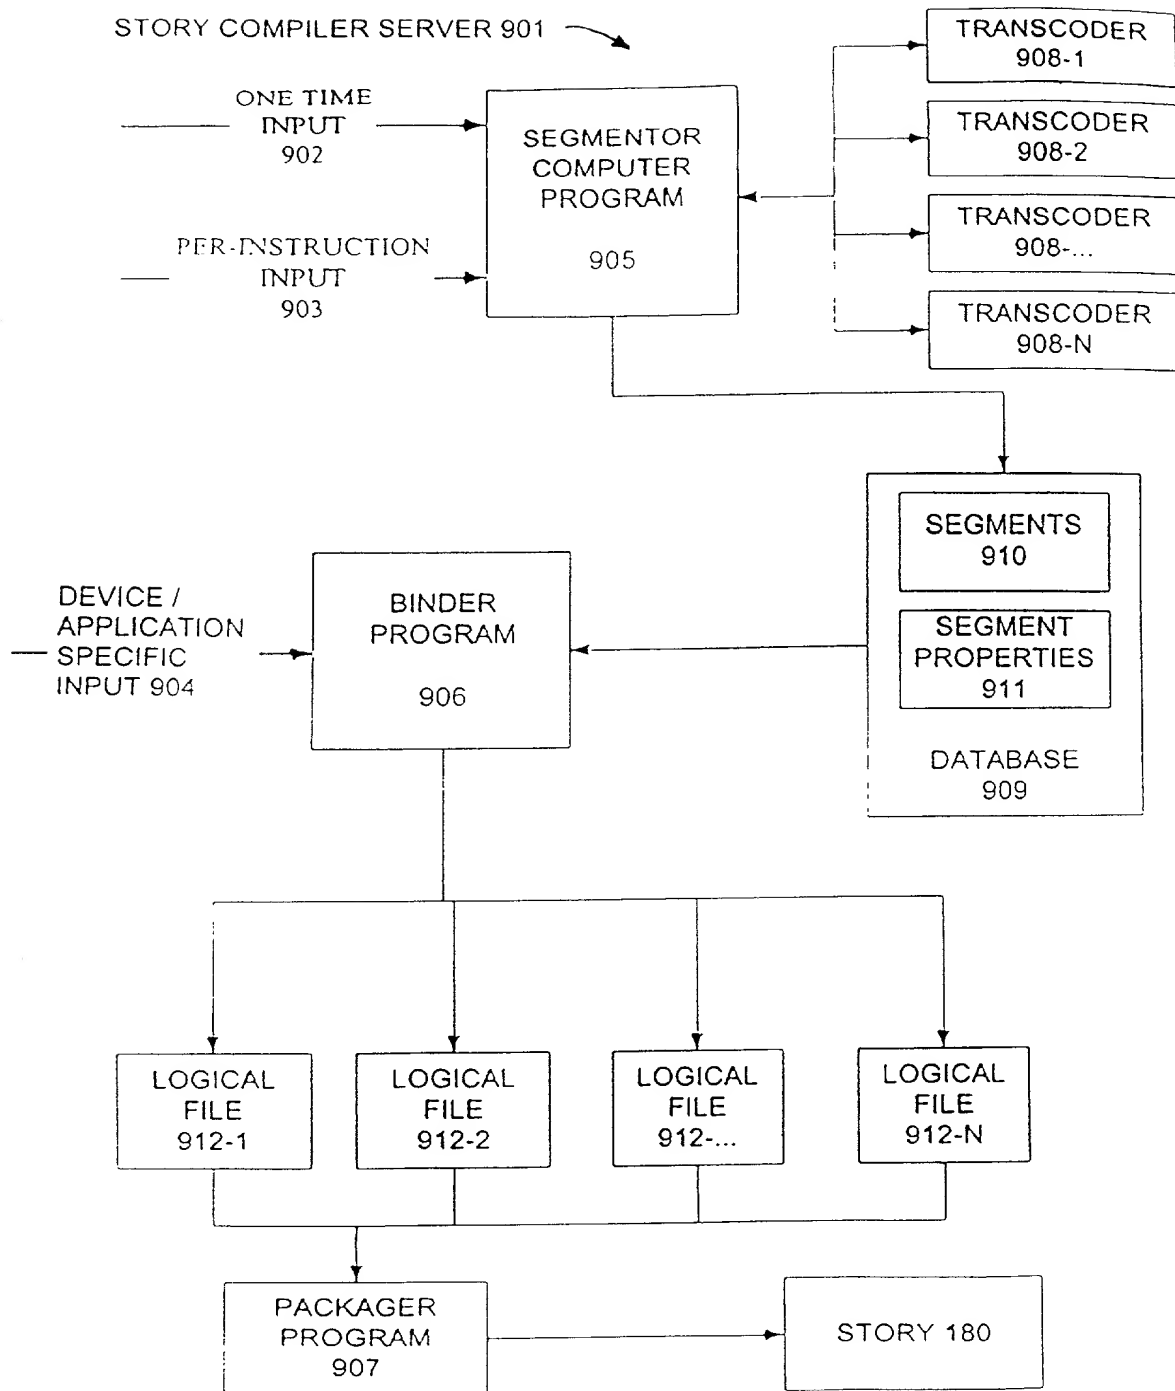 STORY COMPILER SERVER 901
ONE TIME
INPUT
902
PER-INSTRUCTION
INPUT
903
SEGMENTOR
COMPUTER
PROGRAM
905
TRANSCODER
908-1
TRANSCODER
908-2
TRANSCODER
908-...
TRANSCODER
908-N
SEGMENTS
910
SEGMENT
PROPERTIES
911
DATABASE
909
DEVICE /
APPLICATION
SPECIFIC
INPUT 904
BINDER
PROGRAM
906
LOGICAL
FILE
912-1
LOGICAL
FILE
912-2
LOGICAL
FILE
912-...
LOGICAL
FILE
912-N
PACKAGER
PROGRAM
907
STORY 180